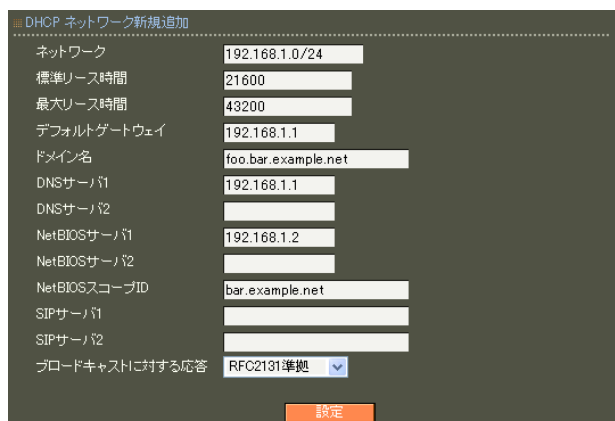 DHCP ネットワーク新規追加
ネットワーク 192.168.1.0/24
標準リース時間 21600
最大リース時間 43200
デフォルトゲートウェイ 192.168.1.1
ドメイン名 foo.bar.example.net
DNSサーバ1 192.168.1.1
DNSサーバ2
NetBIOSサーバ1 192.168.1.2
NetBIOSサーバ2
NetBIOSスコープID bar.example.net
SIPサーバ1
SIPサーバ2
ブロードキャストに対する応答 RFC2131準拠
設定